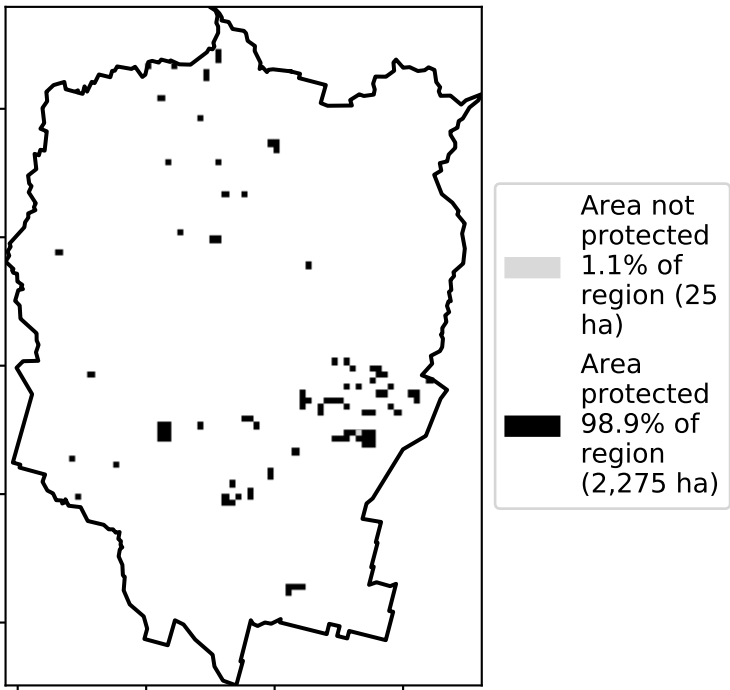 Area not
protected
1.1% of
region (25
ha)
Area
protected
98.9% of
region
(2,275 ha)